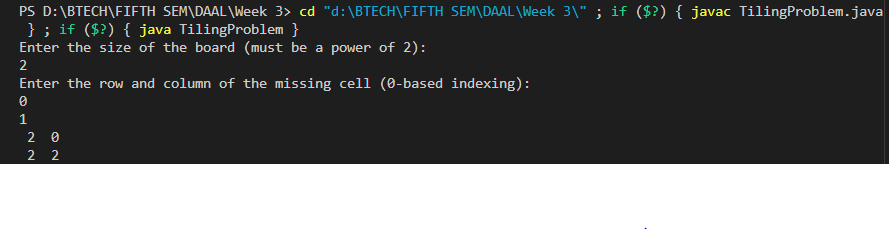 PS D:\BTECH\FIFTH SEM\DAAL\Week 3> cd "d:\BTECH\FIFTH SEM\DAAL\Week 3\" ; if ($?) { javac TilingProblem.java
 } ; if ($?) { java TilingProblem }
Enter the size of the board (must be a power of 2):
2
Enter the row and column of the missing cell (0-based indexing):
0
1
 2  0
 2  2